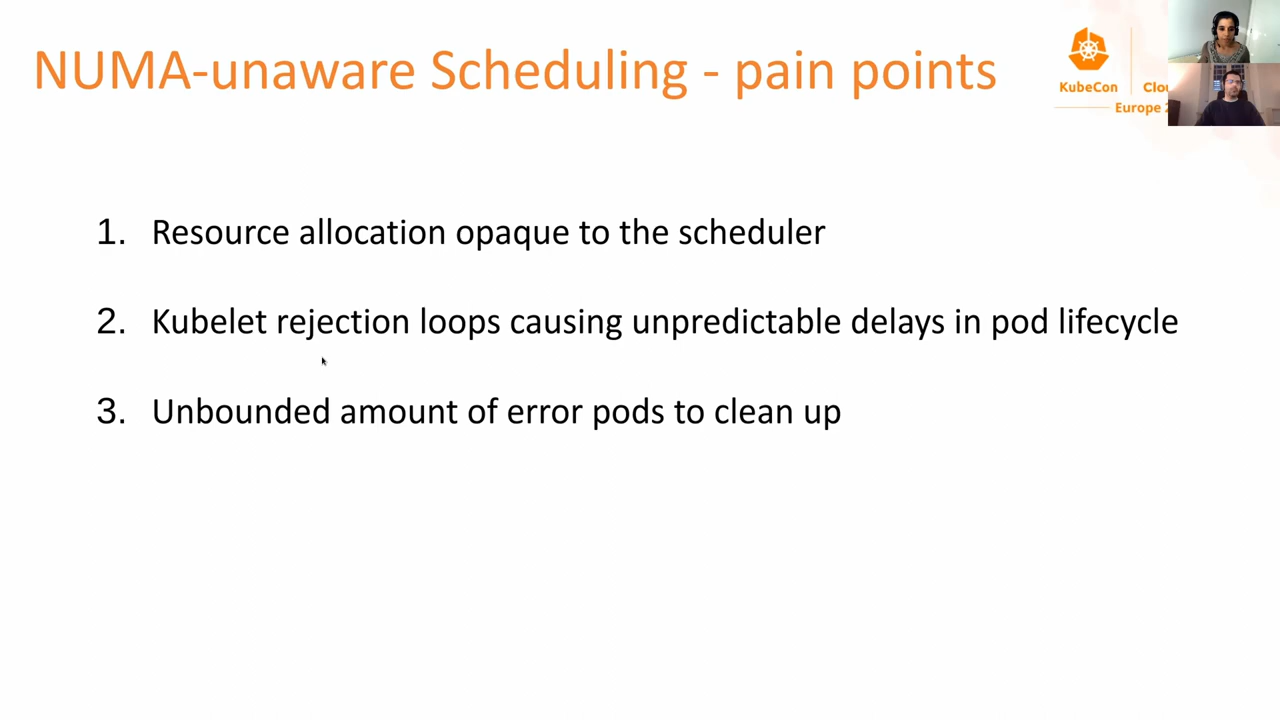 NUMA-unaware Scheduling - pain points
KubeCon
Europe
1. Resource allocation opaque to the scheduler
2. Kubelet rejection loops causing unpredictable delays in pod lifecycle
3. Unbounded amount of error pods to clean up